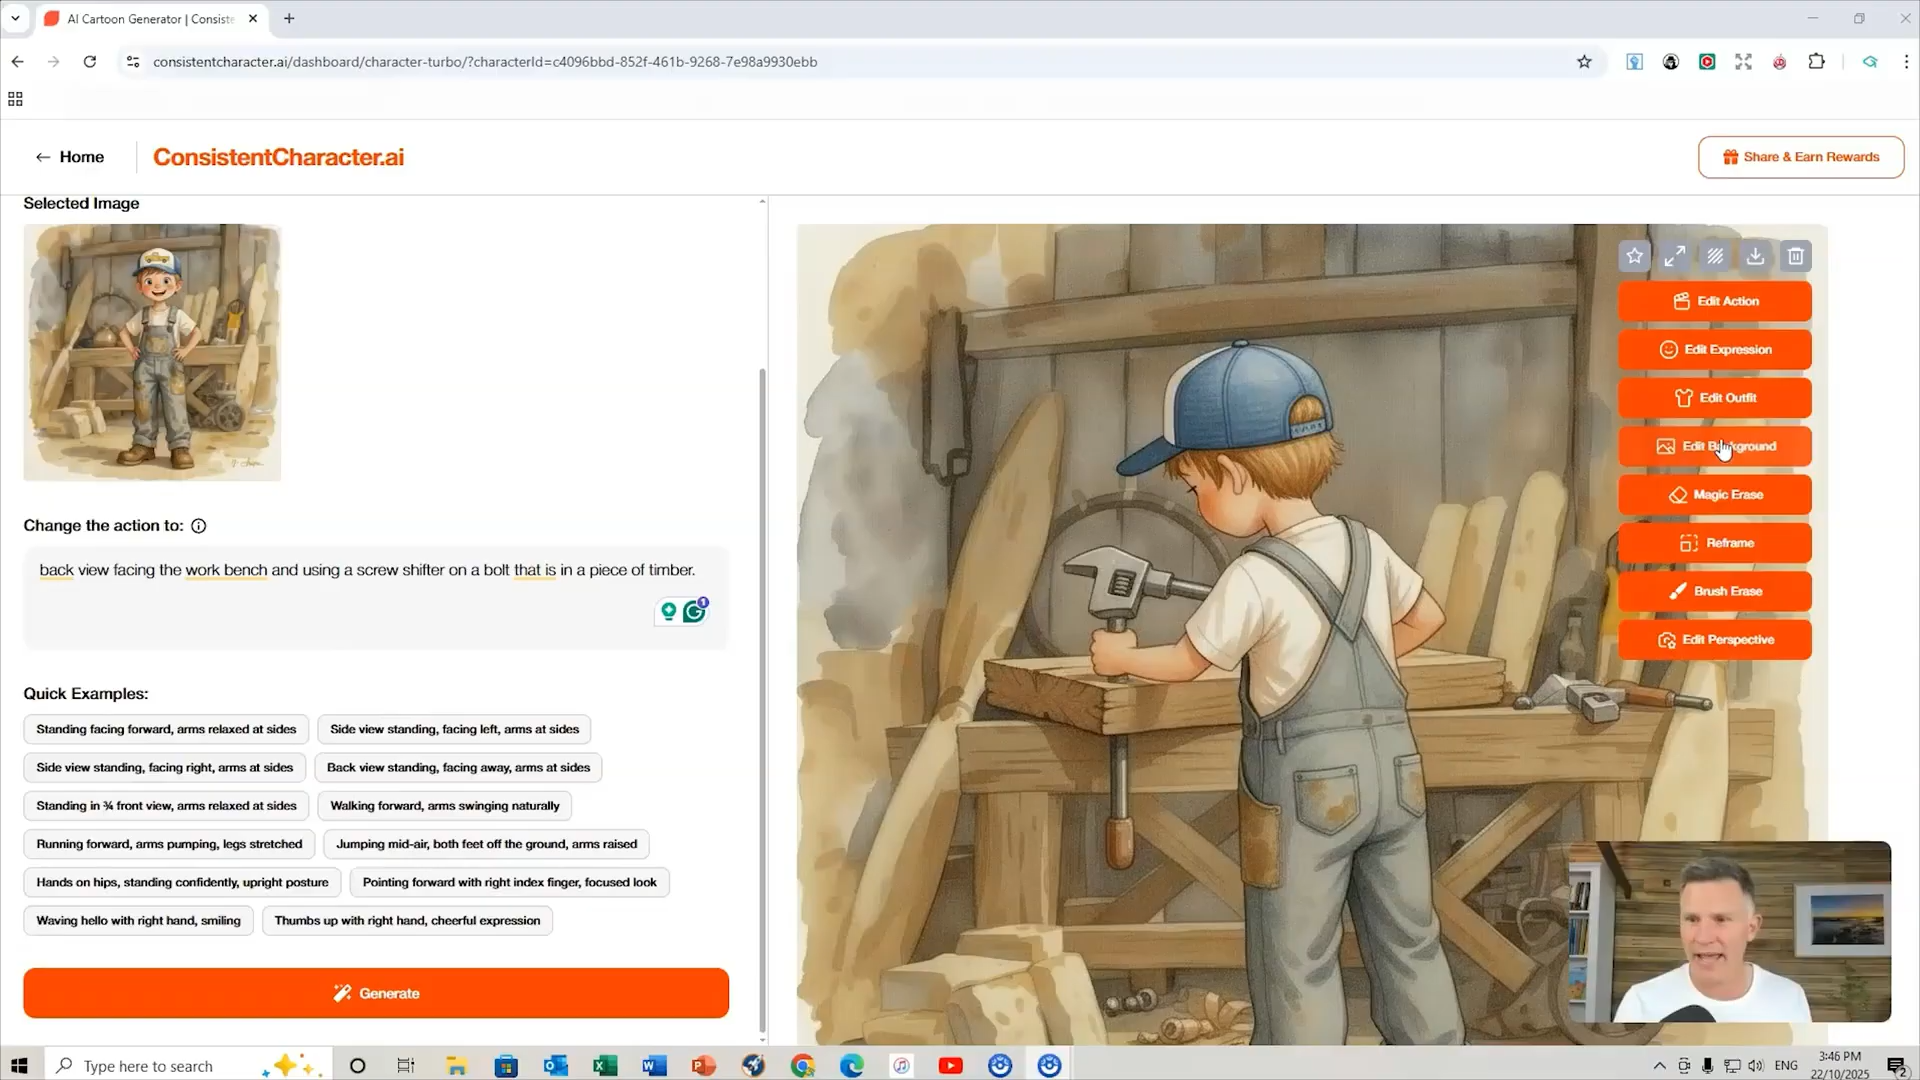 AI Cartoon Generator | Consiste
consistentcharacter.ai/dashboard/character-turbo/?characterId=c4096bbd-852f-461b-9268-7e98a9930ebb
Home
ConsistentCharacter.ai
Share & Earn Rewards
Selected Image
Change the action to:
back view facing the work bench and using a screw shifter on a bolt that is in a piece of timber.
1
Quick Examples:
Standing facing forward, arms relaxed at sides
Side view standing, facing left, arms at sides
Side view standing, facing right, arms at sides
Back view standing, facing away, arms at sides
Standing in ¾ front view, arms relaxed at sides
Walking forward, arms swinging naturally
Running forward, arms pumping, legs stretched
Jumping mid-air, both feet off the ground, arms raised
Hands on hips, standing confidently, upright posture
Pointing forward with right index finger, focused look
Waving hello with right hand, smiling
Thumbs up with right hand, cheerful expression
Generate
Edit Action
Edit Expression
Edit Outfit
Edit Background
Magic Erase
Reframe
Brush Erase
Edit Perspective
Type here to search
ENG
3:46 PM
22/10/2025
2